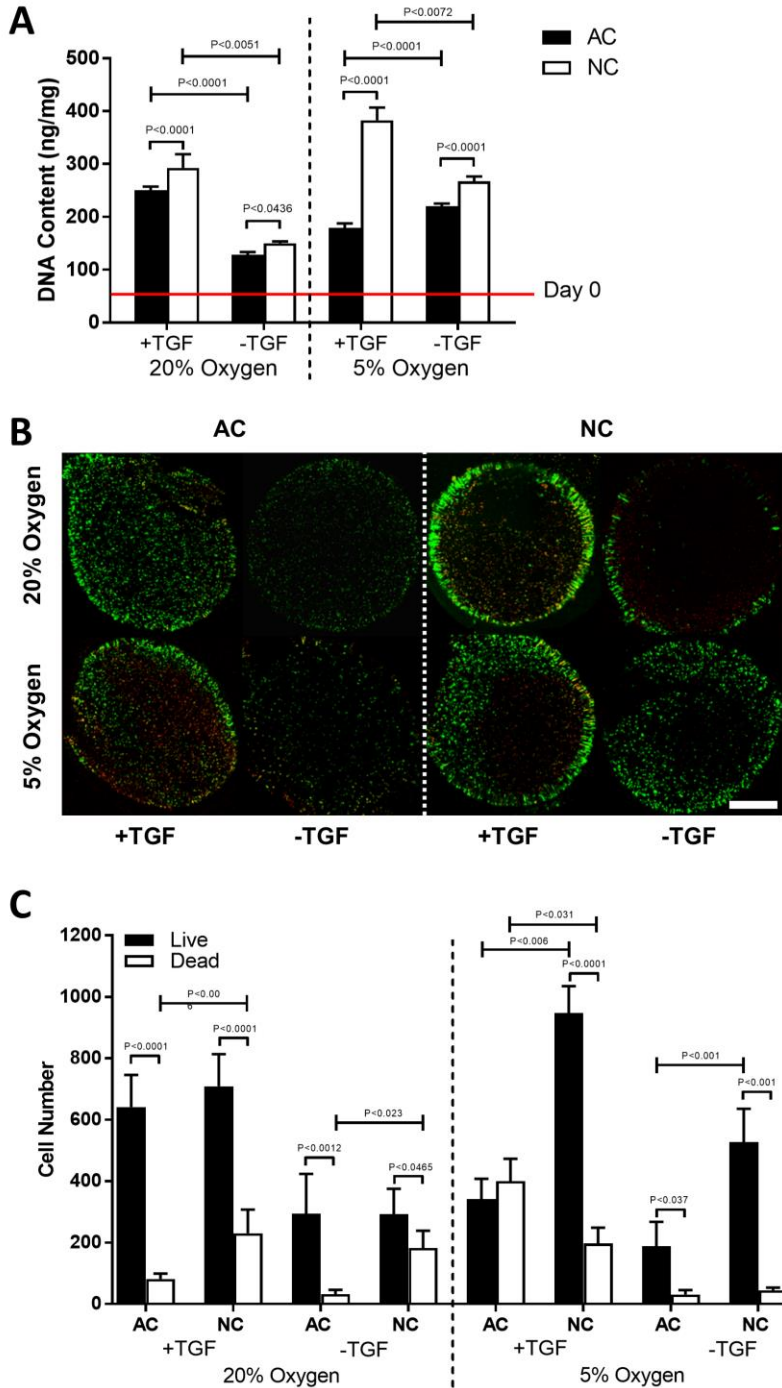 A
P<0.0072
P<0.0051
P<0.0001
AC
P<0.0001
NC
500
P<0.0001
400
P<0.0001
P<0.0001
300
P<0.0436
200
100
0
DNA Content (ng/mg)
Day 0
+TGF -TGF +TGF -TGF
20% Oxygen 5% Oxygen
B
AC NC
20% Oxygen
5% Oxygen
+TGF -TGF +TGF -TGF
C
1200
Live
Dead
P<0.031
P<0.006
P<0.0001
1000
P<0.00
6
P<0.0001 P<0.0001
800
P<0.001
P<0.001
600
P<0.023
P<0.0012
P<0.0465
400
P<0.037
200
0
Cell Number
AC NC AC NC AC NC AC NC
+TGF -TGF +TGF -TGF
20% Oxygen 5% Oxygen